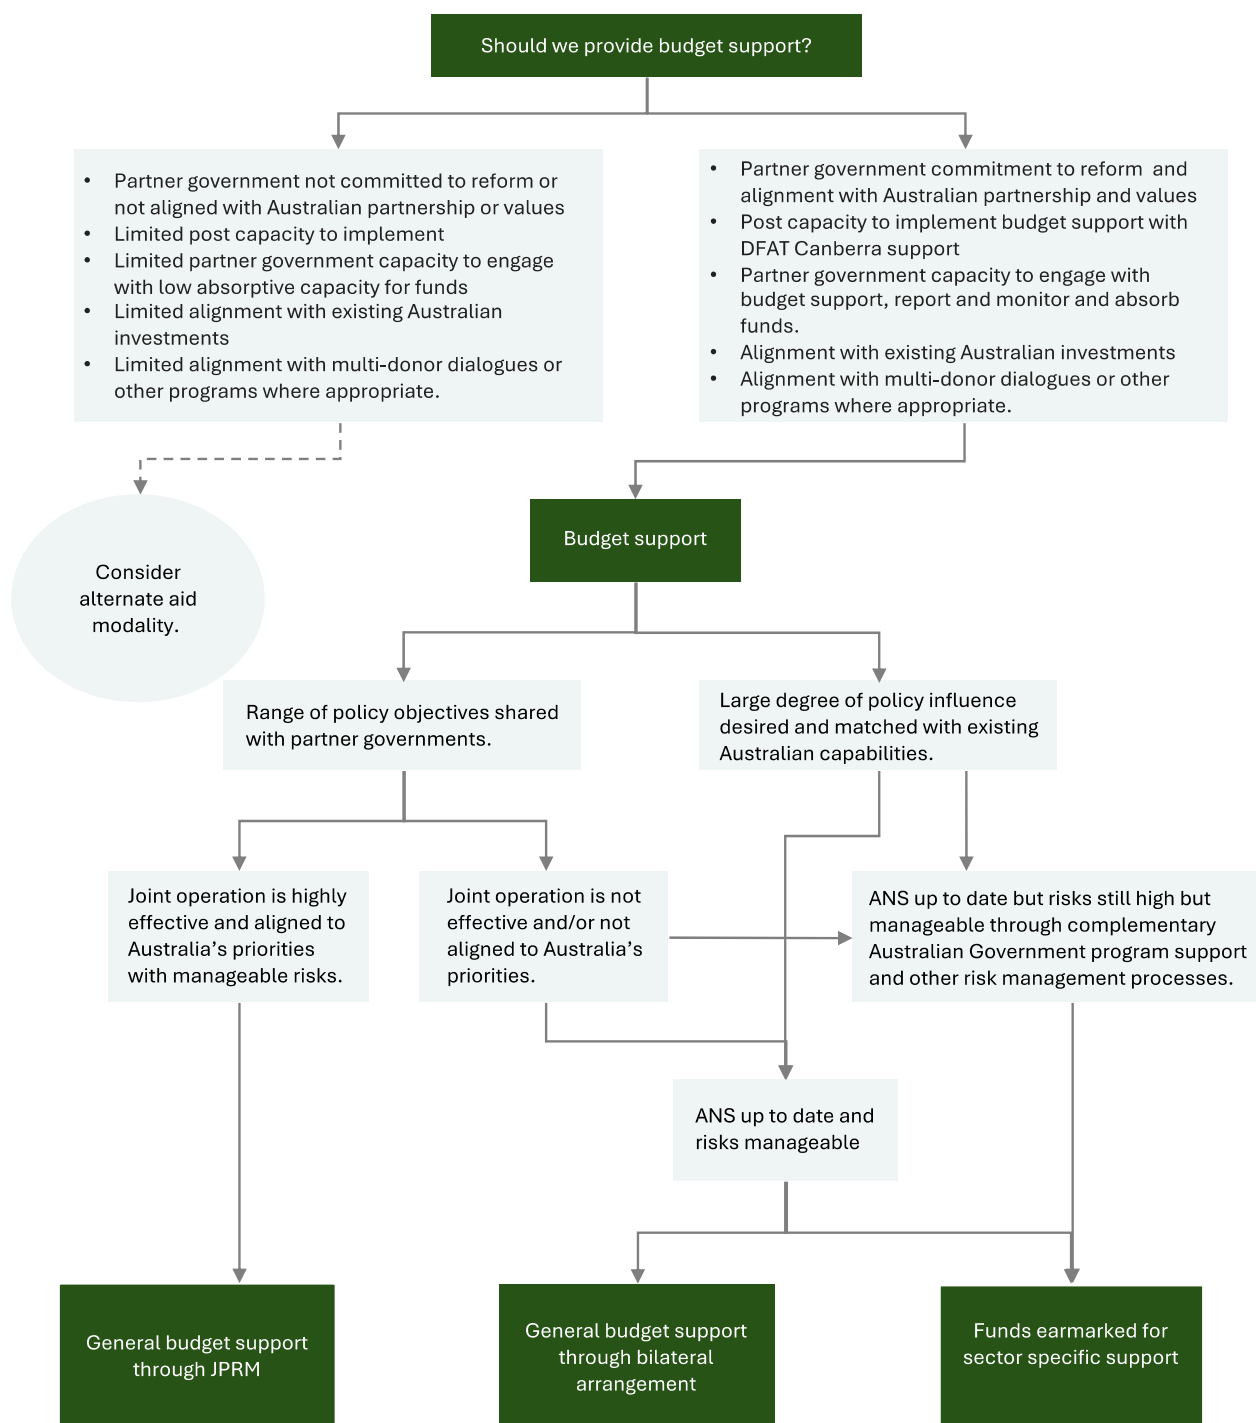 Should we provide budget support?
• Partner government not committed to reform or
not aligned with Australian partnership or values
• Limited post capacity to implement
• Limited partner government capacity to engage
with low absorptive capacity for funds
• Limited alignment with existing Australian
investments
• Limited alignment with multi-donor dialogues or
other programs where appropriate.
• Partner government commitment to reform and
alignment with Australian partnership and values
• Post capacity to implement budget support with
DFAT Canberra support
• Partner government capacity to engage with
budget support, report and monitor and absorb
funds.
• Alignment with existing Australian investments
• Alignment with multi-donor dialogues or other
programs where appropriate.
Consider
alternate aid
modality.
Budget support
Range of policy objectives shared
with partner governments.
Large degree of policy influence
desired and matched with existing
Australian capabilities.
Joint operation is highly
effective and aligned to
Australia’s priorities
with manageable risks.
Joint operation is not
effective and/or not
aligned to Australia’s
priorities.
ANS up to date but risks still high but
manageable through complementary
Australian Government program support
and other risk management processes.
ANS up to date and
risks manageable
General budget support
through JPRM
General budget support
through bilateral
arrangement
Funds earmarked for
sector specific support